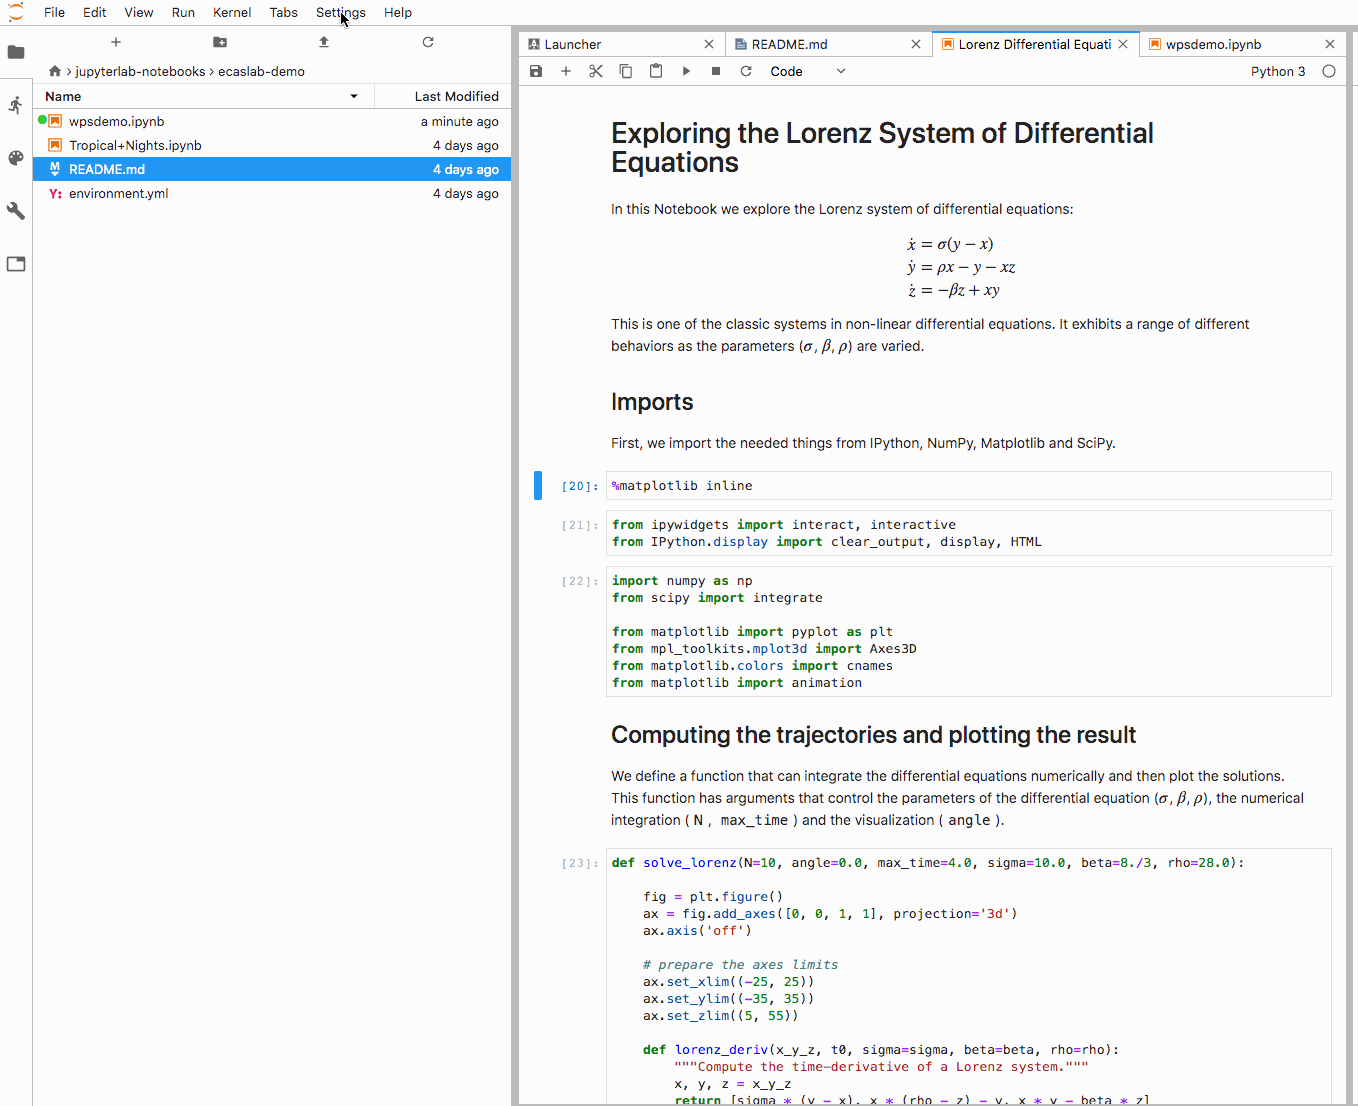 File Edit View Run Kernel Tabs Settings Help
jupyterlab-notebooks > ecaslab-demo
Name Last Modified
wpsdemo.ipynb a minute ago
Tropical+Nights.ipynb 4 days ago
README.md 4 days ago
Y: environment.yml 4 days ago
Launcher README.md Lorenz Differential Equati wpsdemo.ipynb
Code Python 3
Exploring the Lorenz System of Differential
Equations
In this Notebook we explore the Lorenz system of differential equations:
ẋ = σ(y − x)
ẏ = ρx − y − xz
ż = −βz + xy
This is one of the classic systems in non-linear differential equations. It exhibits a range of different
behaviors as the parameters (σ, β, ρ) are varied.
Imports
First, we import the needed things from IPython, NumPy, Matplotlib and SciPy.
[20]: %matplotlib inline
[21]: from ipywidgets import interact, interactive
from IPython.display import clear_output, display, HTML
[22]: import numpy as np
from scipy import integrate
from matplotlib import pyplot as plt
from mpl_toolkits.mplot3d import Axes3D
from matplotlib.colors import cnames
from matplotlib import animation
Computing the trajectories and plotting the result
We define a function that can integrate the differential equations numerically and then plot the solutions.
This function has arguments that control the parameters of the differential equation (σ, β, ρ), the numerical
integration ( N , max_time ) and the visualization ( angle ).
[23]: def solve_lorenz(N=10, angle=0.0, max_time=4.0, sigma=10.0, beta=8./3, rho=28.0):
fig = plt.figure()
ax = fig.add_axes([0, 0, 1, 1], projection='3d')
ax.axis('off')
# prepare the axes limits
ax.set_xlim((-25, 25))
ax.set_ylim((-35, 35))
ax.set_zlim((5, 55))
def lorenz_deriv(x_y_z, t0, sigma=sigma, beta=beta, rho=rho):
"""Compute the time-derivative of a Lorenz system."""
x, y, z = x_y_z
return [sigma * (y - x), x * (rho - z) - y, x * y - beta * z]